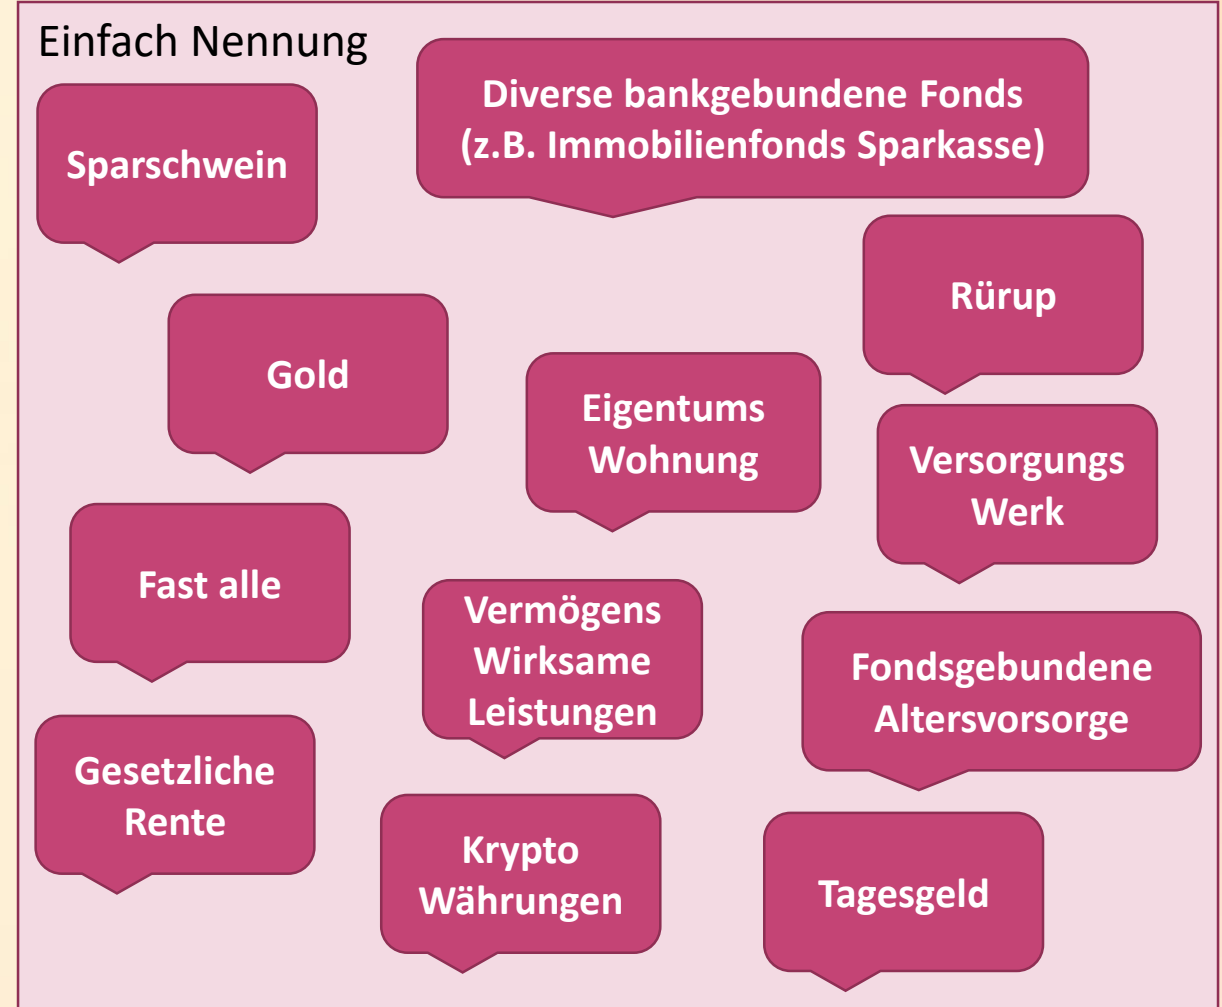 Einfach Nennung
Diverse bankgebundene Fonds
(z.B. Immobilienfonds Sparkasse)
Sparschwein
Rürup
Gold
Eigentums
Wohnung
Versorgungs
Werk
Fast alle
Vermögens
Wirksame
Leistungen
Fondsgebundene
Altersvorsorge
Gesetzliche
Rente
Krypto
Währungen
Tagesgeld